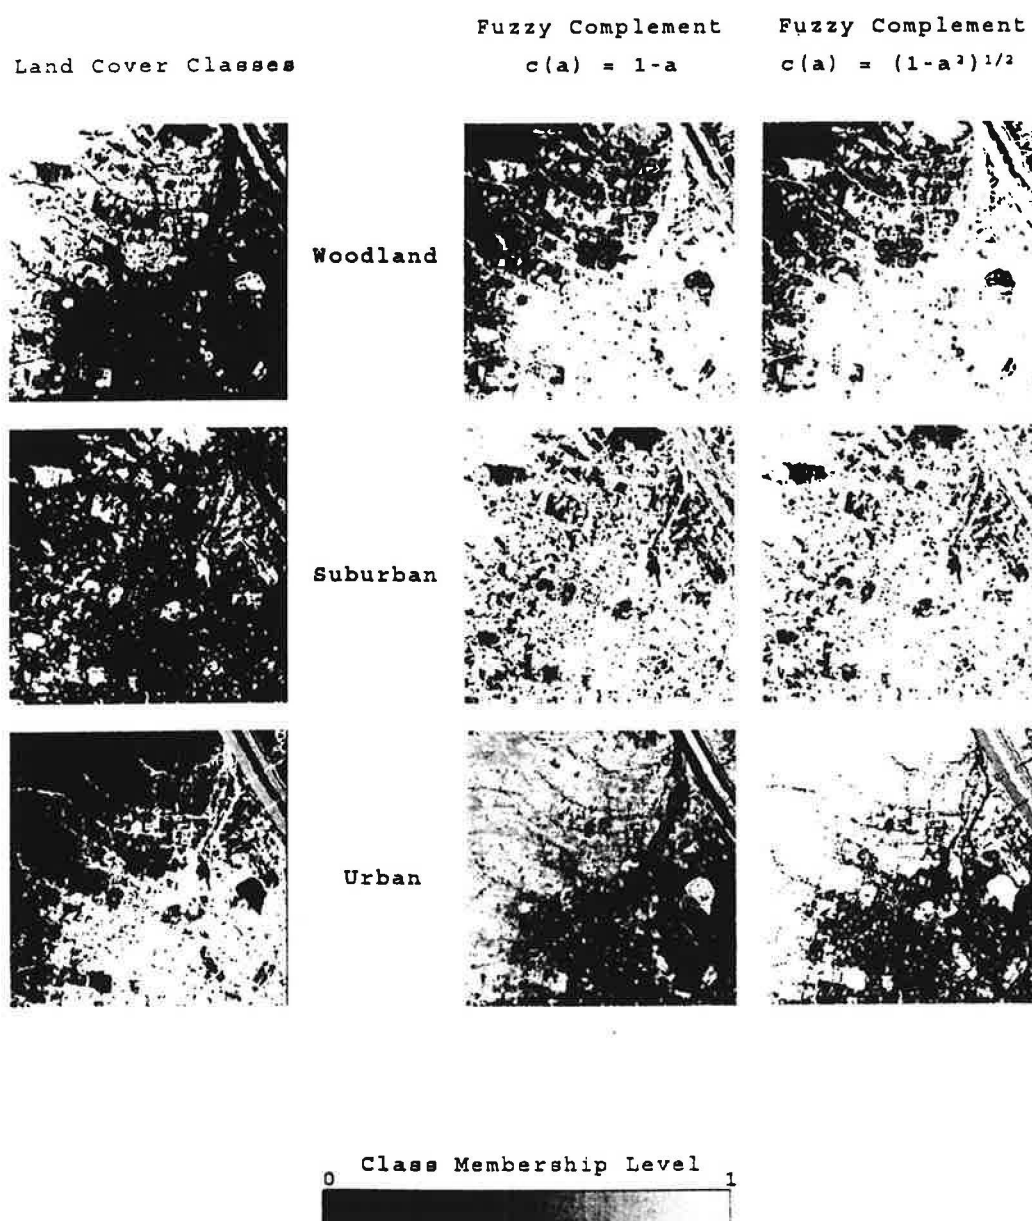 Fuzzy Complement
Fuzzy Complement
Land Cover Classes
c(a) = 1-a
c(a) = (1-a²)¹/²
Woodland
Suburban
Urban
Class Membership Level
0
1